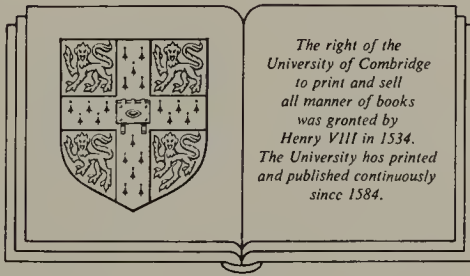 The right of the
University of Combridge
to print and sell
all manner of books
was gronted by
Henry VIII in 1534.
The University hos printed
and published continuously
since 1584.